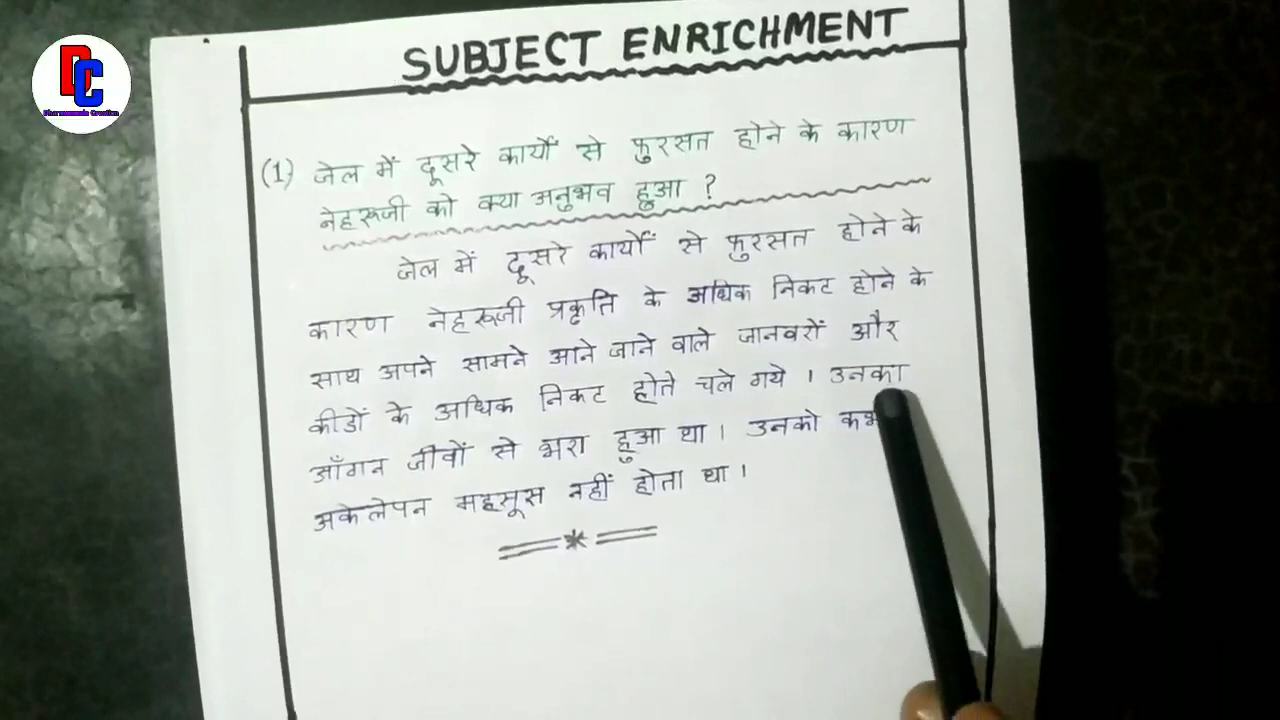 DC
SUBJECT ENRICHMENT
(1) जेल में दूसरे कार्यों से फुरसत होने के कारण
नेहरूजी को क्या अनुभव हुआ ?
जेल में दूसरे कार्यों से फुरसत होने के
कारण नेहरूजी प्रकृति के अधिक निकट होने के
साथ अपने सामने आने जाने वाले जानवरों और
कीडों के अधिक निकट होते चले गये । उनका
आँगन जीवों से भरा हुआ था । उनको
अकेलेपन महसूस नहीं होता था ।